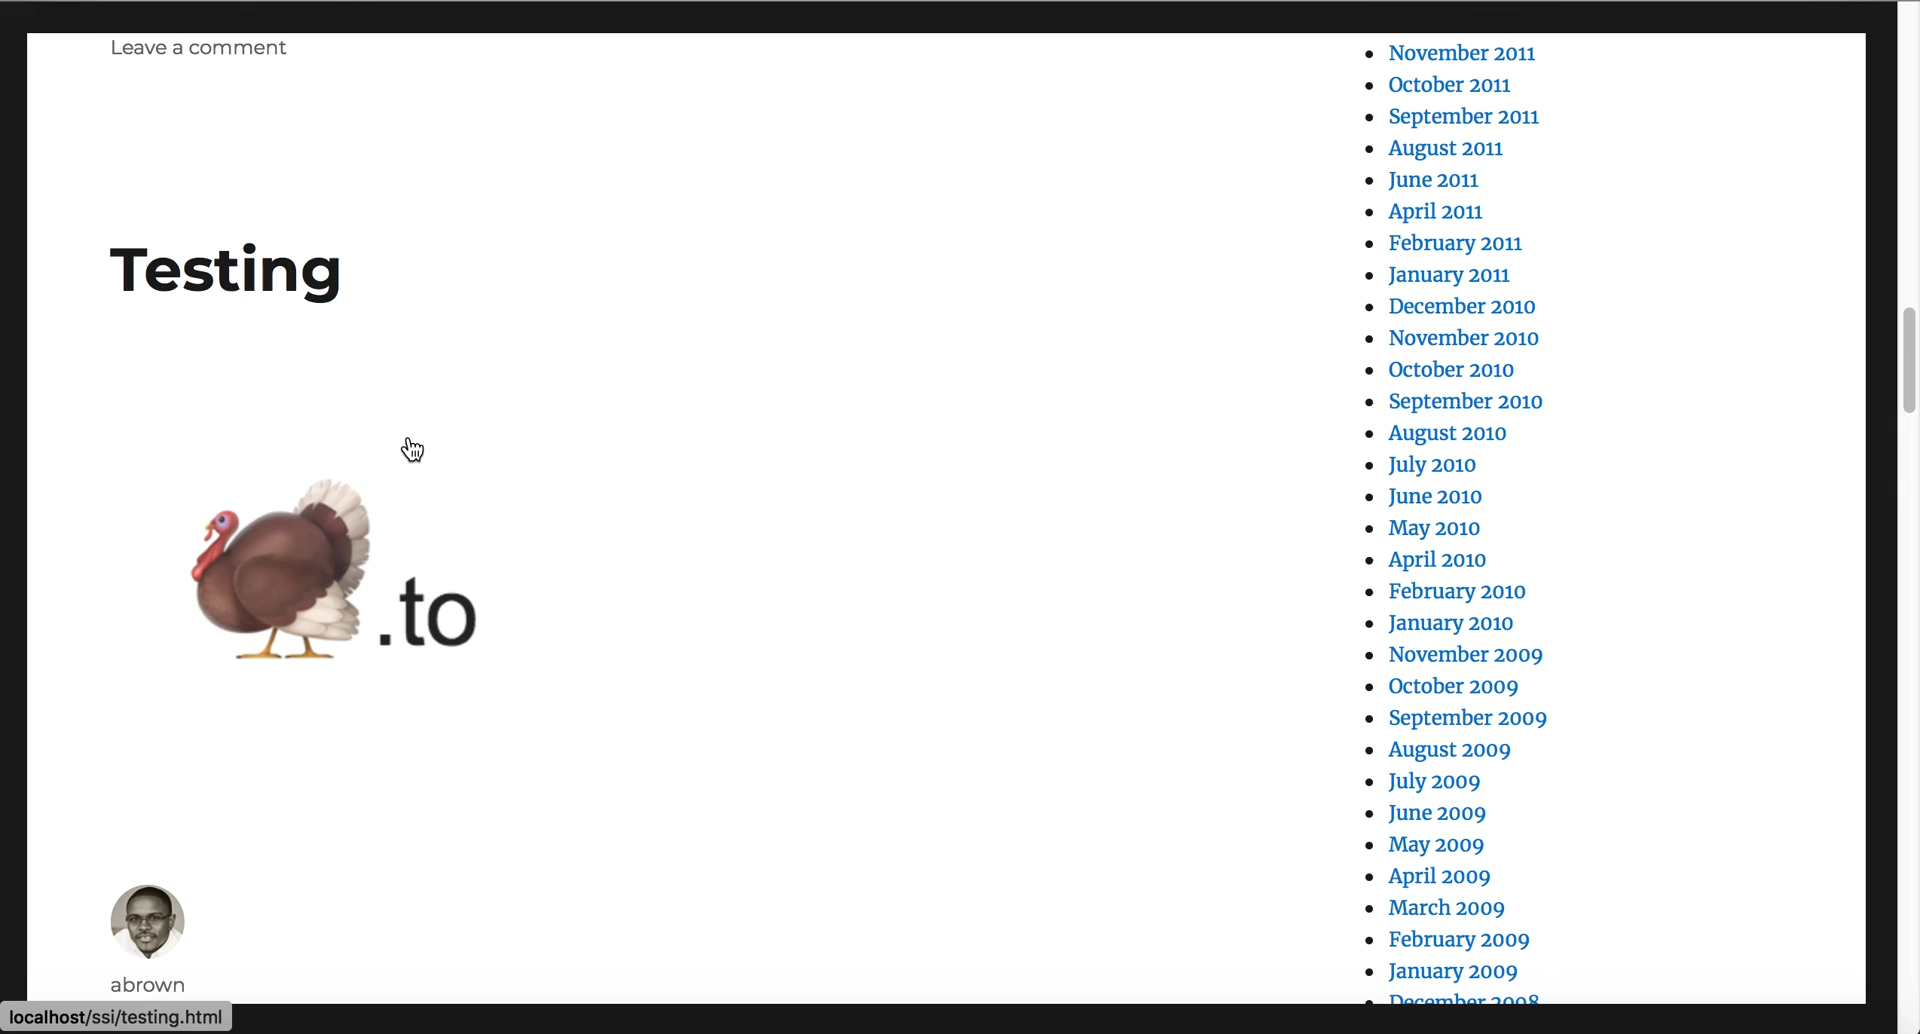 Leave a comment
Testing
.to
abrown
November 2011
October 2011
September 2011
August 2011
June 2011
April 2011
February 2011
January 2011
December 2010
November 2010
October 2010
September 2010
August 2010
July 2010
June 2010
May 2010
April 2010
February 2010
January 2010
November 2009
October 2009
September 2009
August 2009
July 2009
June 2009
May 2009
April 2009
March 2009
February 2009
January 2009
December 2008
localhost/ssi/testing.html